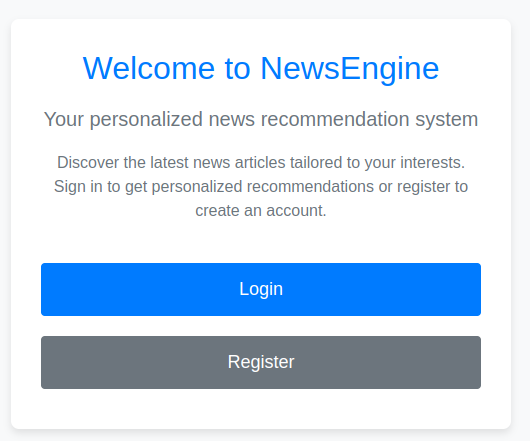 Welcome to NewsEngine
Your personalized news recommendation system
Discover the latest news articles tailored to your interests.
Sign in to get personalized recommendations or register to
create an account.
Login
Register